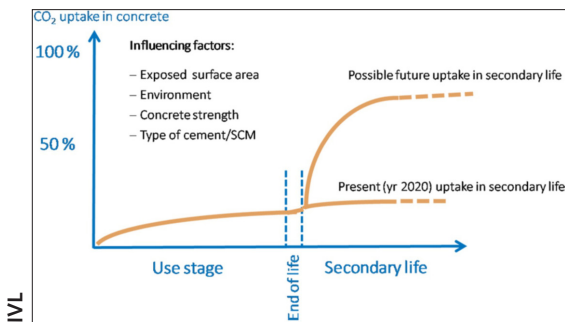 CO₂ uptake in concrete
100 %
Influencing factors:
– Exposed surface area
– Environment
– Concrete strength
– Type of cement/SCM
Possible future uptake in secondary life
50 %
Present (yr 2020) uptake in secondary life
Use stage
End of life
Secondary life
IVL